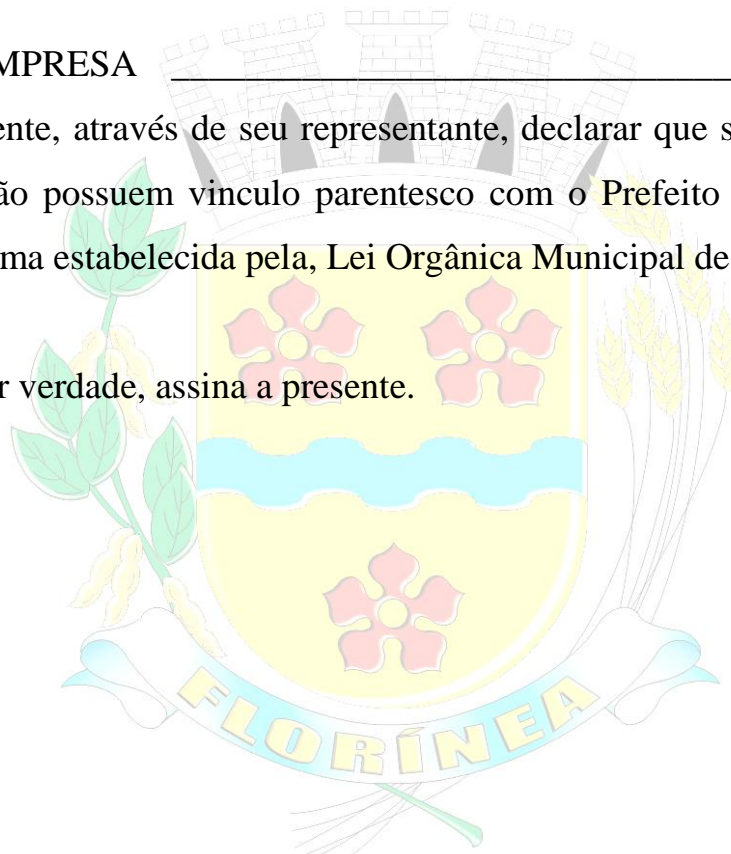 MPRESA ________________________________
ente, através de seu representante, declarar que s
ão possuem vinculo parentesco com o Prefeito
ma estabelecida pela, Lei Orgânica Municipal de
r verdade, assina a presente.
FLORÍNEA